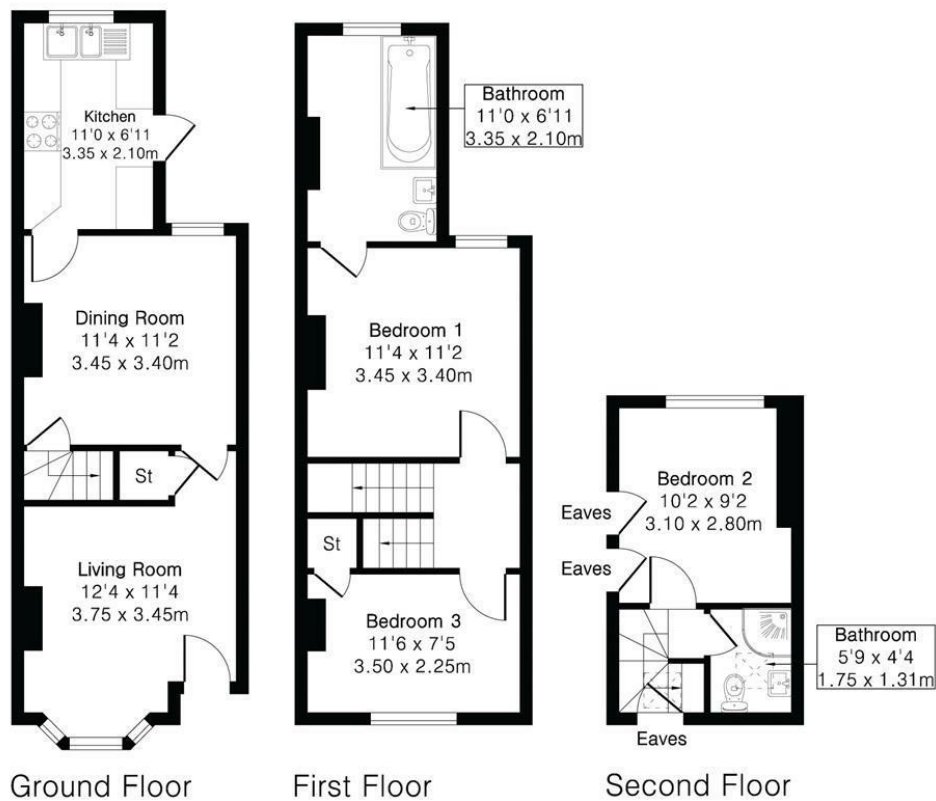 Kitchen
11'0 x 6'11
3.35 x 2.10m
Dining Room
11'4 x 11'2
3.45 x 3.40m
St
Living Room
12'4 x 11'4
3.75 x 3.45m
Ground Floor
Bathroom
11'0 x 6'11
3.35 x 2.10m
Bedroom 1
11'4 x 11'2
3.45 x 3.40m
St
Bedroom 3
11'6 x 7'5
3.50 x 2.25m
First Floor
Bedroom 2
10'2 x 9'2
3.10 x 2.80m
Eaves
Eaves
Bathroom
5'9 x 4'4
1.75 x 1.31m
Eaves
Second Floor